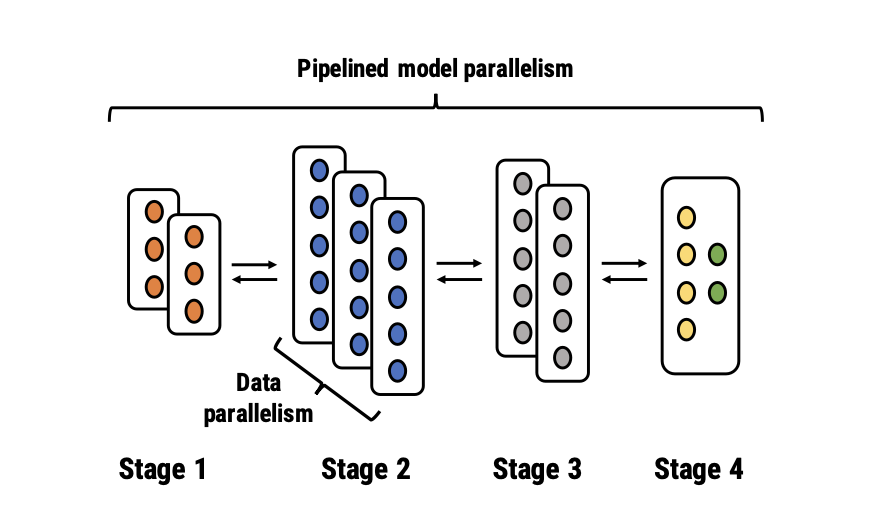 Pipelined model parallelism
Data
parallelism
Stage 1
Stage 2
Stage 3
Stage 4